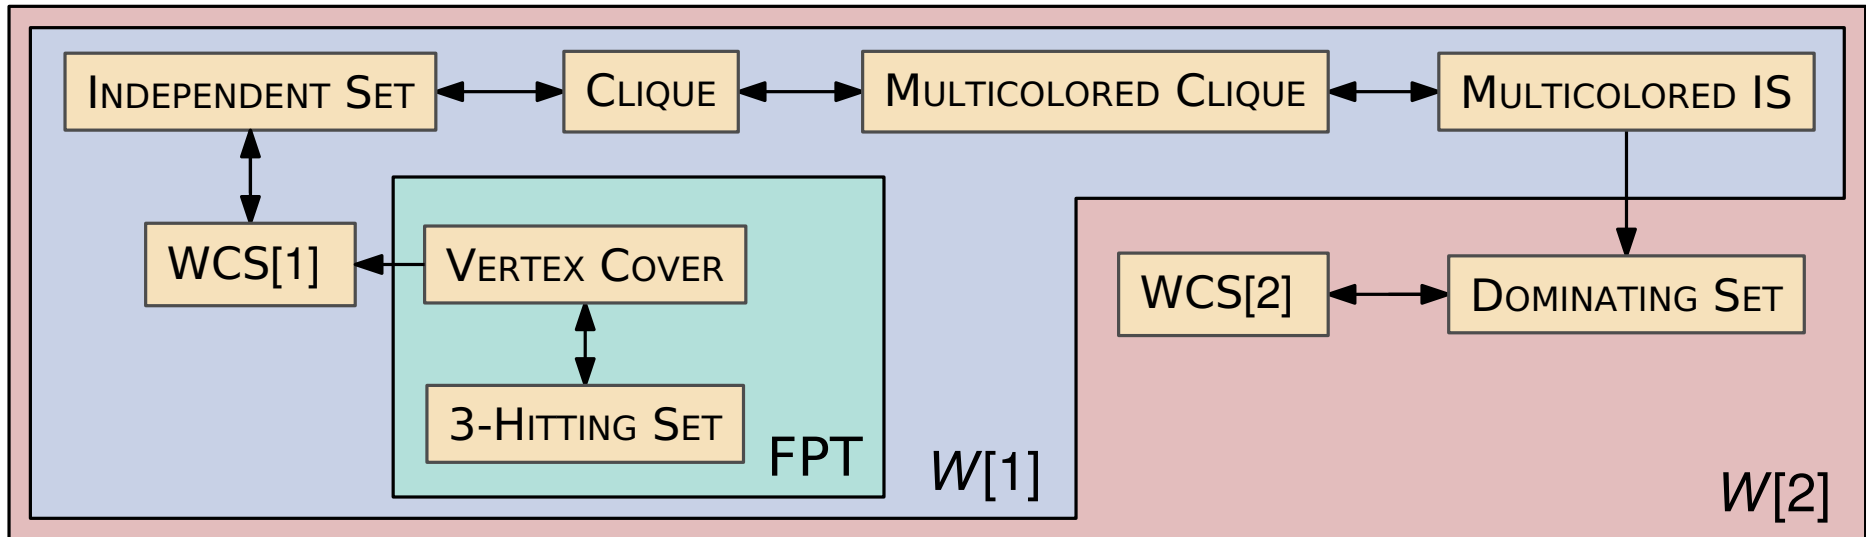 Independent Set
Clique
Multicolored Clique
Multicolored IS
WCS[1]
Vertex Cover
WCS[2]
Dominating Set
3-Hitting Set
FPT
W[1]
W[2]